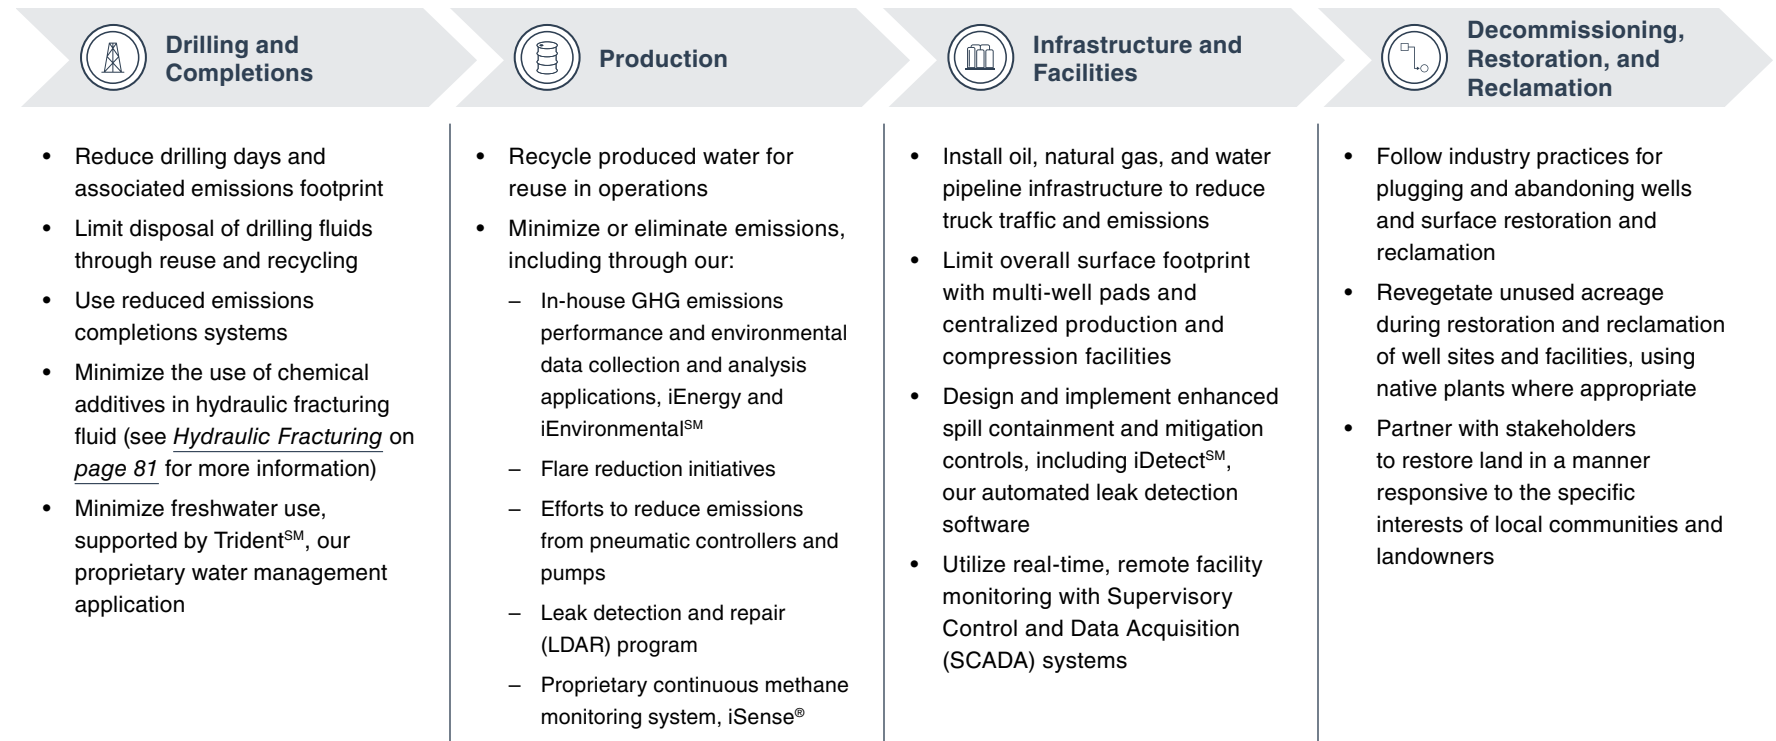 Drilling and
Completions
Production
Infrastructure and
Facilities
Decommissioning,
Restoration, and
Reclamation
• Reduce drilling days and
associated emissions footprint
• Limit disposal of drilling fluids
through reuse and recycling
• Use reduced emissions
completions systems
• Minimize the use of chemical
additives in hydraulic fracturing
fluid (see Hydraulic Fracturing on
page 81 for more information)
• Minimize freshwater use,
supported by Trident℠, our
proprietary water management
application
• Recycle produced water for
reuse in operations
• Minimize or eliminate emissions,
including through our:
– In-house GHG emissions
performance and environmental
data collection and analysis
applications, iEnergy and
iEnvironmental℠
– Flare reduction initiatives
– Efforts to reduce emissions
from pneumatic controllers and
pumps
– Leak detection and repair
(LDAR) program
– Proprietary continuous methane
monitoring system, iSense®
• Install oil, natural gas, and water
pipeline infrastructure to reduce
truck traffic and emissions
• Limit overall surface footprint
with multi-well pads and
centralized production and
compression facilities
• Design and implement enhanced
spill containment and mitigation
controls, including iDetect℠,
our automated leak detection
software
• Utilize real-time, remote facility
monitoring with Supervisory
Control and Data Acquisition
(SCADA) systems
• Follow industry practices for
plugging and abandoning wells
and surface restoration and
reclamation
• Revegetate unused acreage
during restoration and reclamation
of well sites and facilities, using
native plants where appropriate
• Partner with stakeholders
to restore land in a manner
responsive to the specific
interests of local communities and
landowners